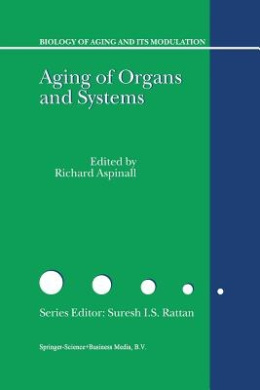 BIOLOGY OF AGING AND ITS MODULATION
Aging of Organs
and Systems
Edited by
Richard Aspinall
Series Editor: Suresh I.S. Rattan
Springer-Science+Business Media, B.V.